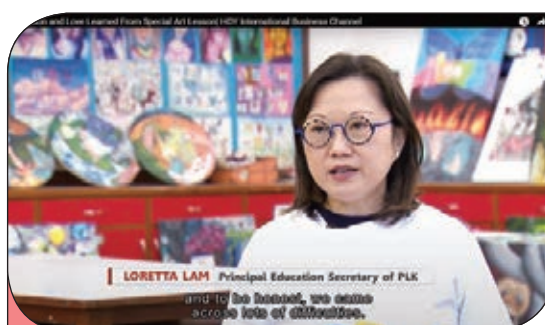 and Love Learned From Special Art Lesson| HOY International Business Channel
LORETTA LAM Principal Education Secretary of PLK
and to be honest, we came
across lots of difficulties.